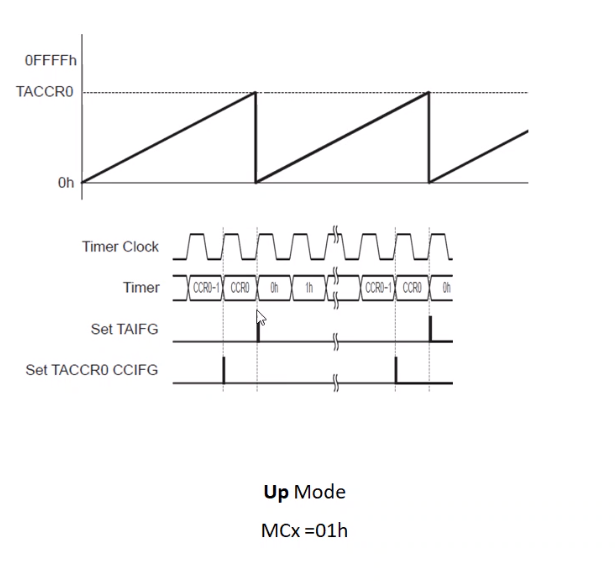 0FFFFh
TACCR0
0h
Timer Clock
Timer CCR0-1 CCR0 0h 1h CCR0-1 CCR0 0h
Set TAIFG
Set TACCR0 CCIFG
Up Mode
MCx =01h